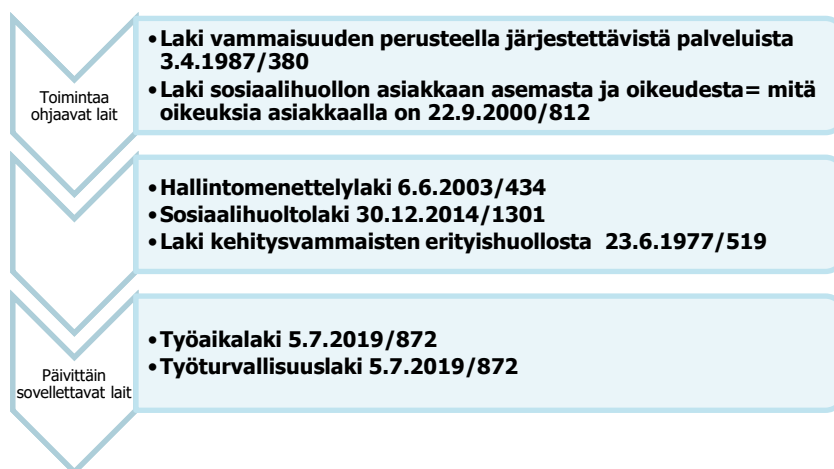 Toimintaa
ohjaavat lait
•Laki vammaisuuden perusteella järjestettävistä palveluista
3.4.1987/380
•Laki sosiaalihuollon asiakkaan asemasta ja oikeudesta= mitä
oikeuksia asiakkaalla on 22.9.2000/812
•Hallintomenettelylaki 6.6.2003/434
•Sosiaalihuoltolaki 30.12.2014/1301
•Laki kehitysvammaisten erityishuollosta 23.6.1977/519
Päivittäin
sovellettavat lait
•Työaikalaki 5.7.2019/872
•Työturvallisuuslaki 5.7.2019/872